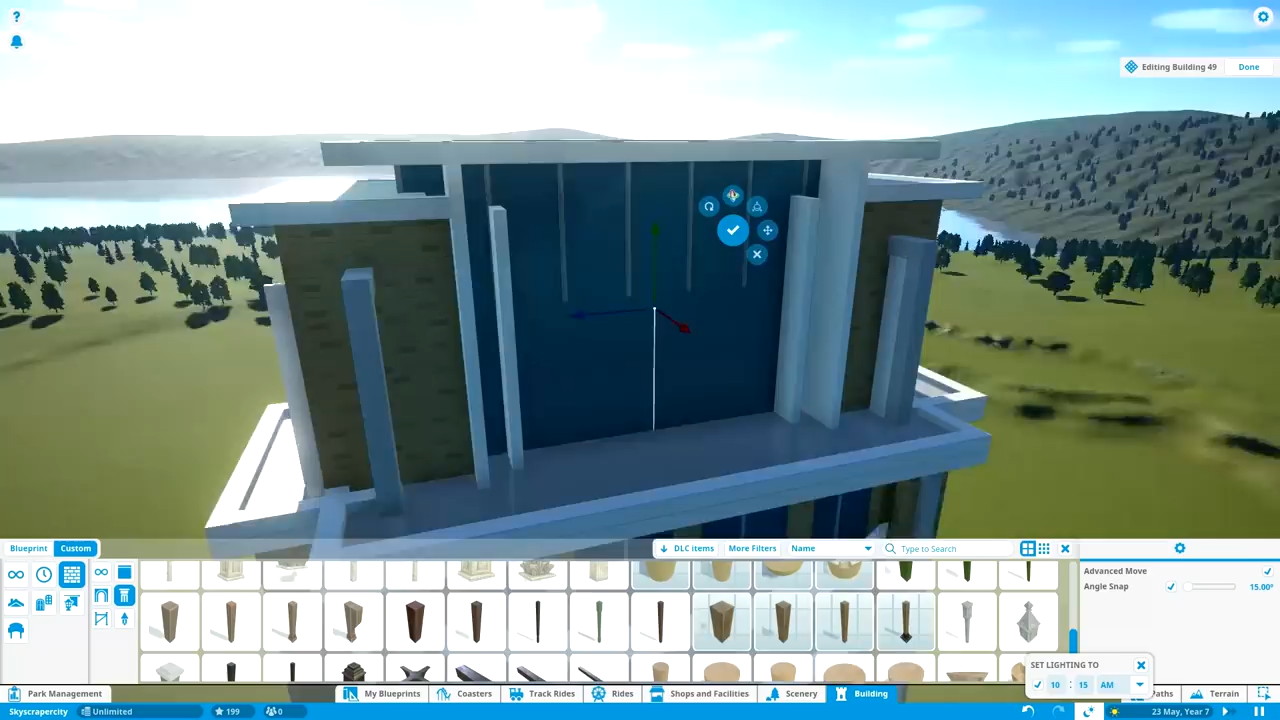 ?
Editing Building 49 Done
Blueprint Custom
DLC items More Filters Name Type to Search
Advanced Move
Angle Snap 15.00°
SET LIGHTING TO
10 : 15 AM
Park Management My Blueprints Coasters Track Rides Rides Shops and Facilities Scenery Building Paths Terrain
Skyscrapercity Unlimited 199 0 23 May, Year 7